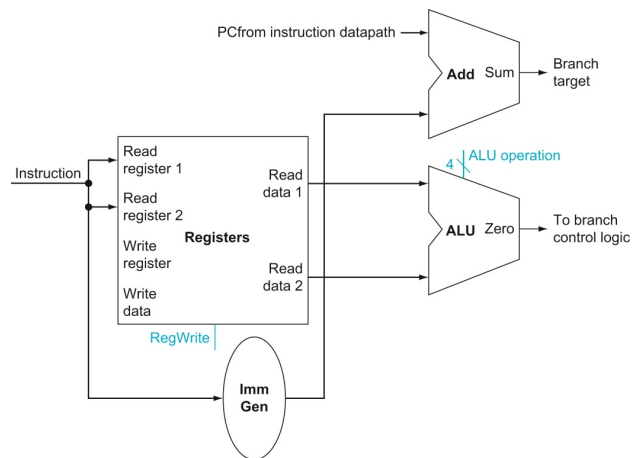 PCfrom instruction datapath
Add
Sum
Branch
target
Instruction
Read
register 1
Read
register 2
Write
register
Write
data
Registers
Read
data 1
Read
data 2
RegWrite
4
ALU operation
ALU
Zero
To branch
control logic
Imm
Gen